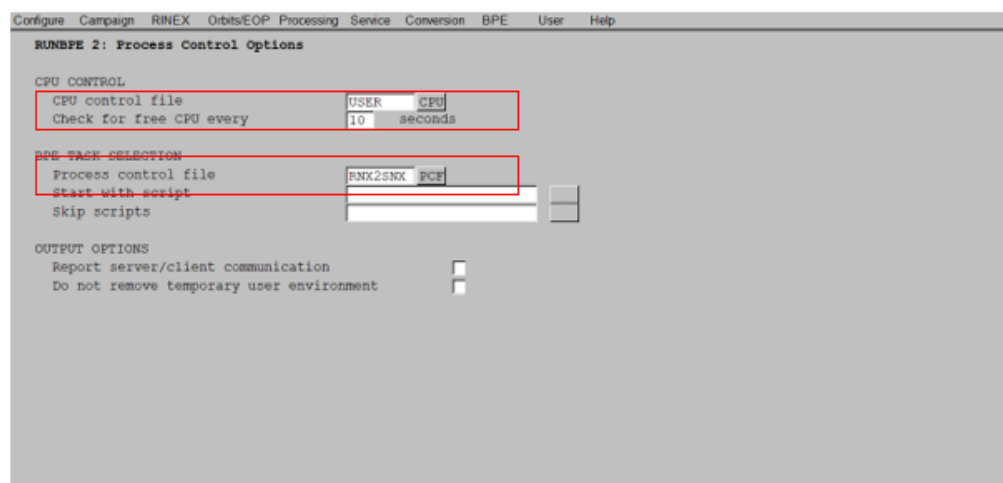 Configure Campaign RINEX Orbits/EOP Processing Service Conversion BPE User Help
RUNBPE 2: Process Control Options
CPU CONTROL
CPU control file USER CPU
Check for free CPU every 10 seconds
BPE TASK SELECTION
Process control file RNX2SNX PCF
Start with script
Skip scripts
OUTPUT OPTIONS
Report server/client communication
Do not remove temporary user environment